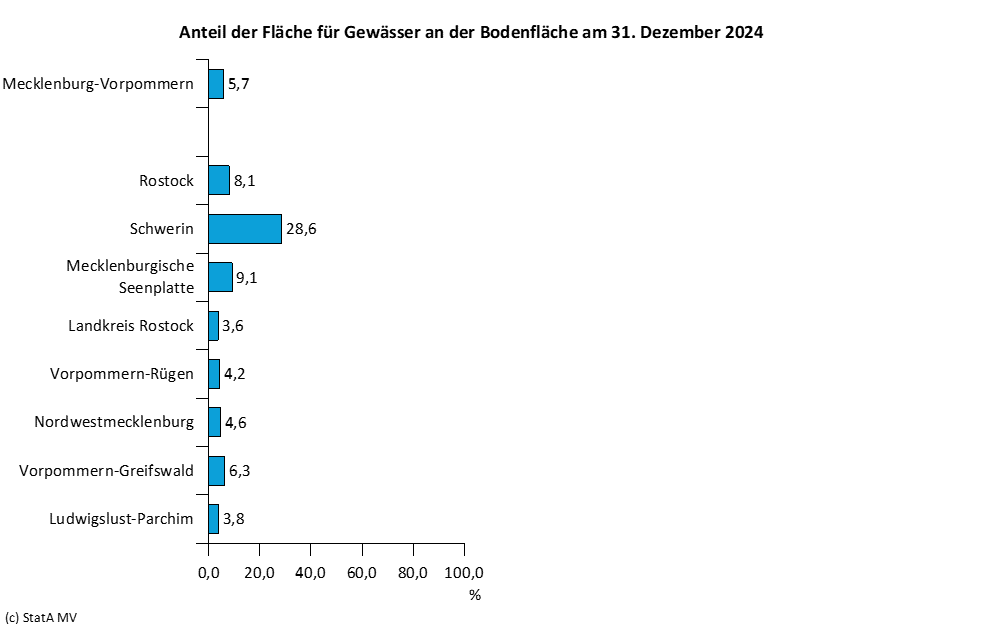 Anteil der Fläche für Gewässer an der Bodenfläche am 31. Dezember 2024
Mecklenburg-Vorpommern 5,7
Rostock 8,1
Schwerin 28,6
Mecklenburgische
Seenplatte 9,1
Landkreis Rostock 3,6
Vorpommern-Rügen 4,2
Nordwestmecklenburg 4,6
Vorpommern-Greifswald 6,3
Ludwigslust-Parchim 3,8
0,0 20,0 40,0 60,0 80,0 100,0
%
(c) StatA MV